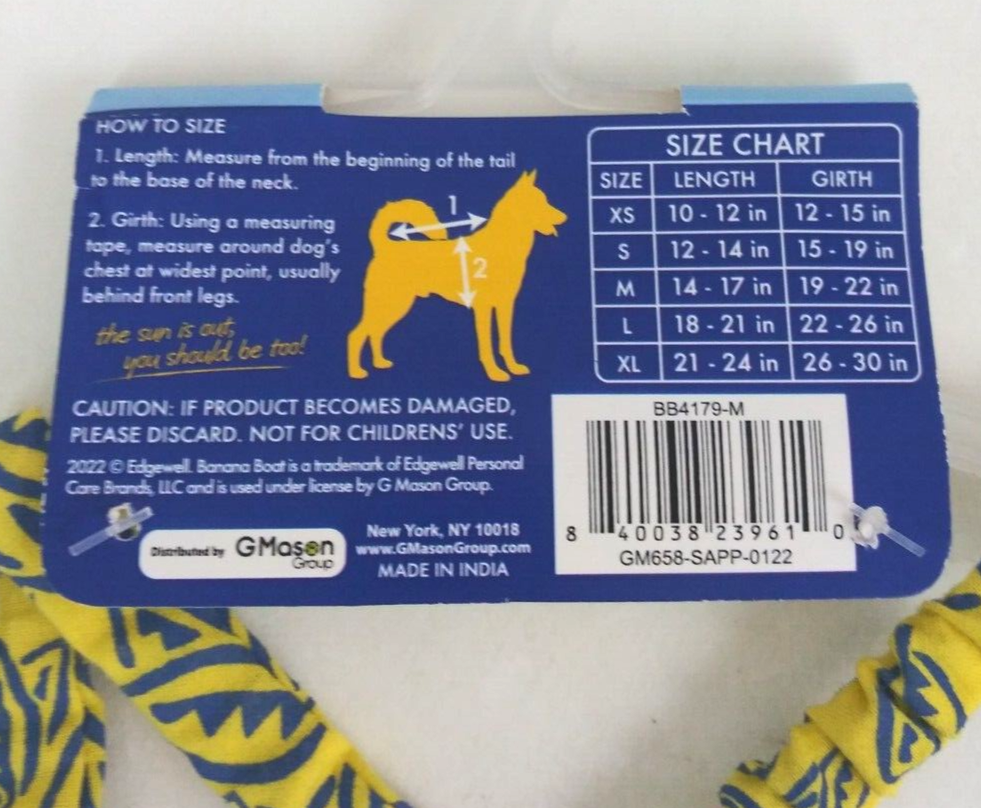 HOW TO SIZE
1. Length: Measure from the beginning of the tail
to the base of the neck.
2. Girth: Using a measuring
tape, measure around dog's
chest at widest point, usually
behind front legs.
the sun is out,
you should be too!
1
2
SIZE CHART
SIZE LENGTH GIRTH
XS 10 - 12 in 12 - 15 in
S 12 - 14 in 15 - 19 in
M 14 - 17 in 19 - 22 in
L 18 - 21 in 22 - 26 in
XL 21 - 24 in 26 - 30 in
CAUTION: IF PRODUCT BECOMES DAMAGED,
PLEASE DISCARD. NOT FOR CHILDRENS' USE.
2022 © Edgewell. Banana Boat is a trademark of Edgewell Personal
Care Brands, LLC and is used under license by G Mason Group.
Distributed by GMason
Group
New York, NY 10018
www.GMasonGroup.com
MADE IN INDIA
BB4179-M
8 40038 23961 0
GM658-SAPP-0122